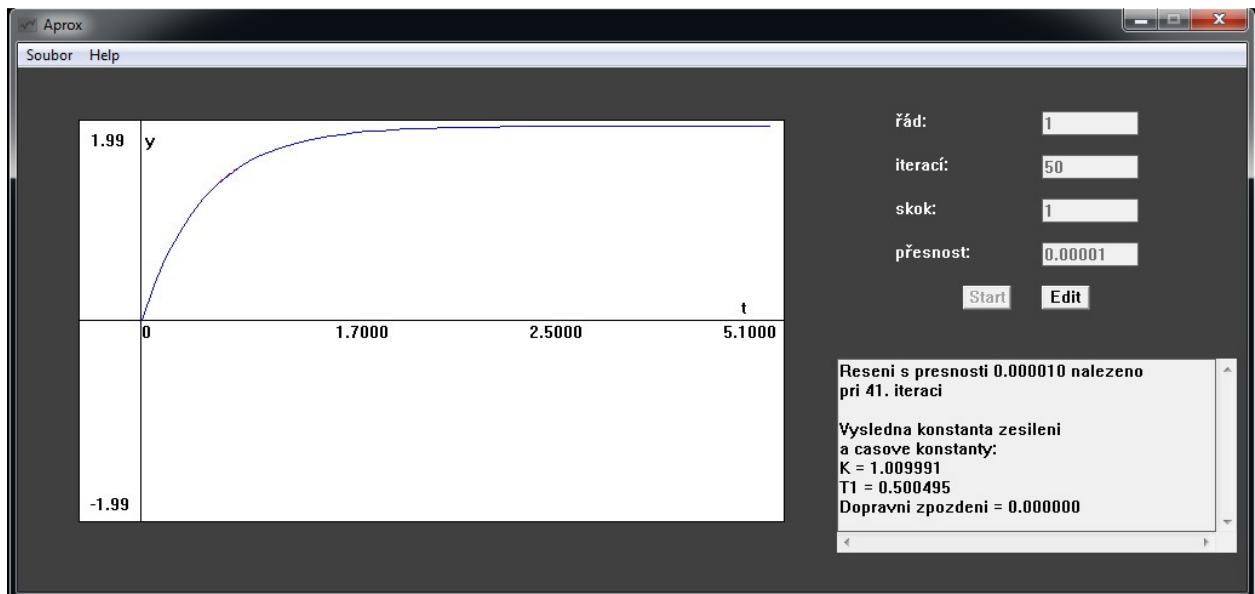 Aprox
Soubor Help
1.99 y
t
0 1.7000 2.5000 5.1000
-1.99
řád: 1
iterací: 50
skok: 1
přesnost: 0.00001
Start Edit
Reseni s presnosti 0.000010 nalezeno
pri 41. iteraci
Vysledna konstanta zesileni
a casove konstanty:
K = 1.009991
T1 = 0.500495
Dopravni zpozdeni = 0.000000